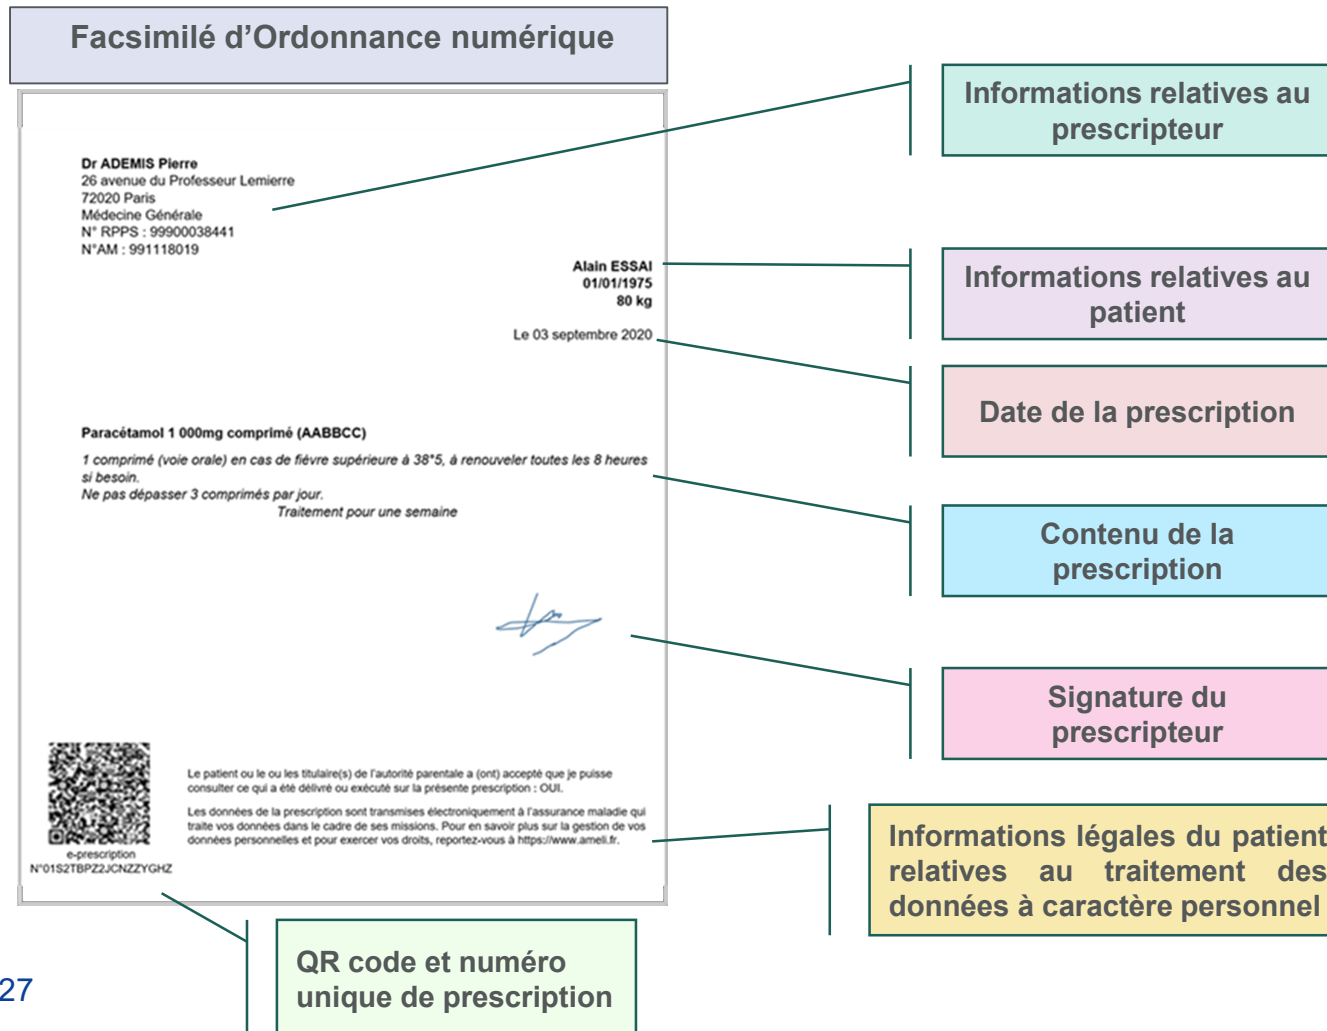 Facsimilé d’Ordonnance numérique
Dr ADEMIS Pierre
26 avenue du Professeur Lemierre
72020 Paris
Médecine Générale
N° RPPS : 99900038441
N°AM : 991118019
Alain ESSAI
01/01/1975
80 kg
Le 03 septembre 2020
Paracétamol 1 000mg comprimé (AABBCC)
1 comprimé (voie orale) en cas de fièvre supérieure à 38°5, à renouveler toutes les 8 heures
si besoin.
Ne pas dépasser 3 comprimés par jour.
Traitement pour une semaine
Le patient ou le ou les titulaire(s) de l'autorité parentale a (ont) accepté que je puisse
consulter ce qui a été délivré ou exécuté sur la présente prescription : OUI.
Les données de la prescription sont transmises électroniquement à l'assurance maladie qui
traite vos données dans le cadre de ses missions. Pour en savoir plus sur la gestion de vos
données personnelles et pour exercer vos droits, reportez-vous à https://www.ameli.fr.
e-prescription
N°01S2TBPZ2JCNZZYGHZ
Informations relatives au
prescripteur
Informations relatives au
patient
Date de la prescription
Contenu de la
prescription
Signature du
prescripteur
Informations légales du patient
relatives au traitement des
données à caractère personnel
QR code et numéro
unique de prescription
27